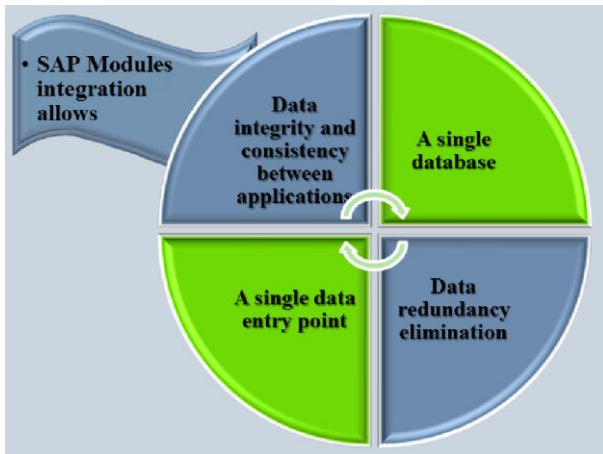 • SAP Modules
integration
allows
Data
integrity and
consistency
between
applications
A single
database
A single data
entry point
Data
redundancy
elimination